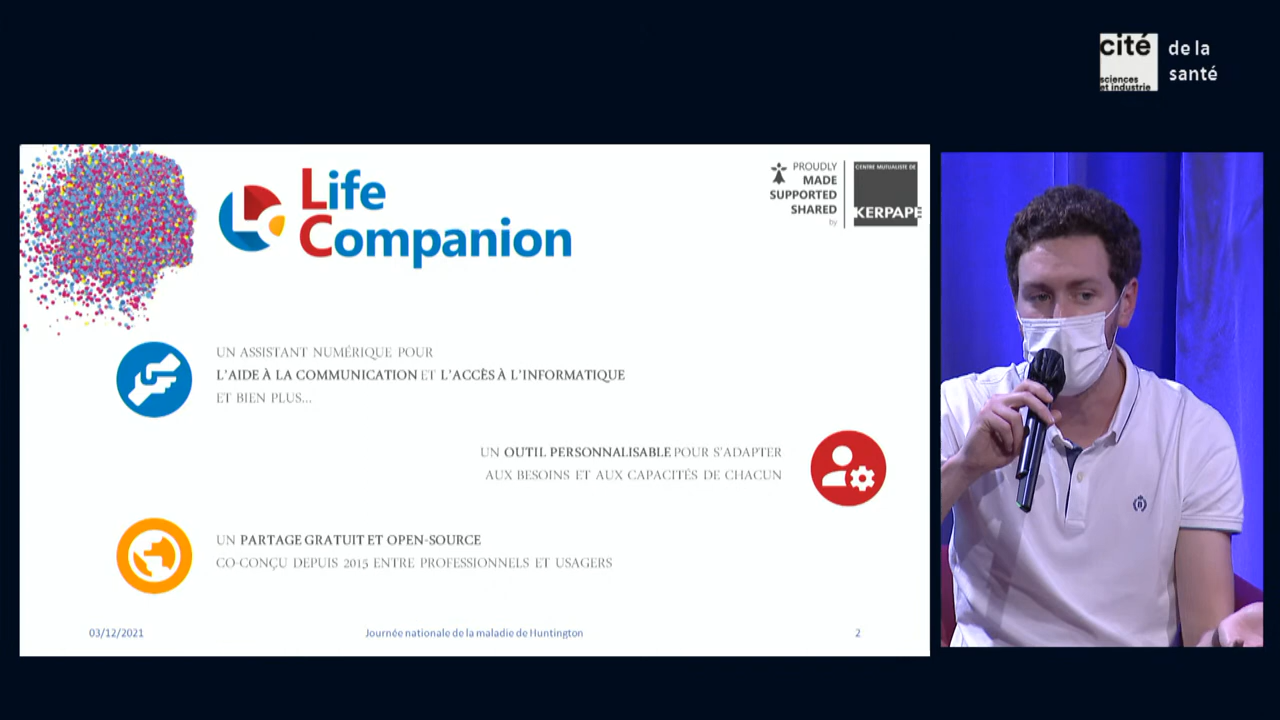 cité
sciences
et industrie
de la
santé
Life
Companion
PROUDLY
MADE
SUPPORTED
SHARED
by
CENTRE MUTUALISTE DE
KERPAPE
UN ASSISTANT NUMÉRIQUE POUR
L'AIDE À LA COMMUNICATION ET L'ACCÈS À L'INFORMATIQUE
ET BIEN PLUS...
UN OUTIL PERSONNALISABLE POUR S'ADAPTER
AUX BESOINS ET AUX CAPACITÉS DE CHACUN
UN PARTAGE GRATUIT ET OPEN-SOURCE
CO-CONÇU DEPUIS 2015 ENTRE PROFESSIONNELS ET USAGERS
03/12/2021
Journée nationale de la maladie de Huntington
2